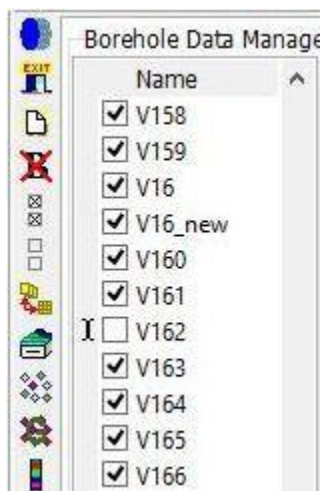 Borehole Data Manage
EXIT
Name
V158
V159
V16
V16_new
V160
V161
V162
V163
V164
V165
V166